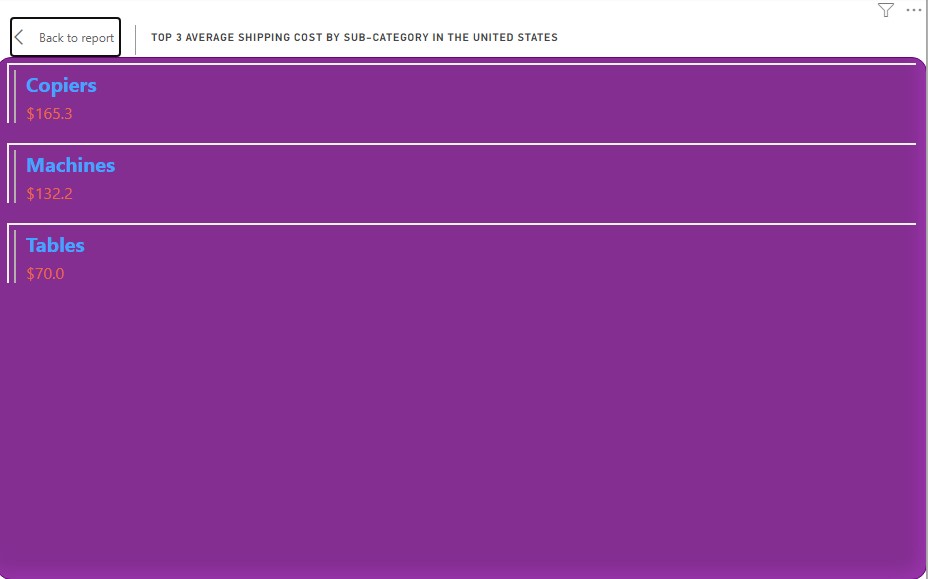 Back to report
TOP 3 AVERAGE SHIPPING COST BY SUB-CATEGORY IN THE UNITED STATES
Copiers
$165.3
Machines
$132.2
Tables
$70.0